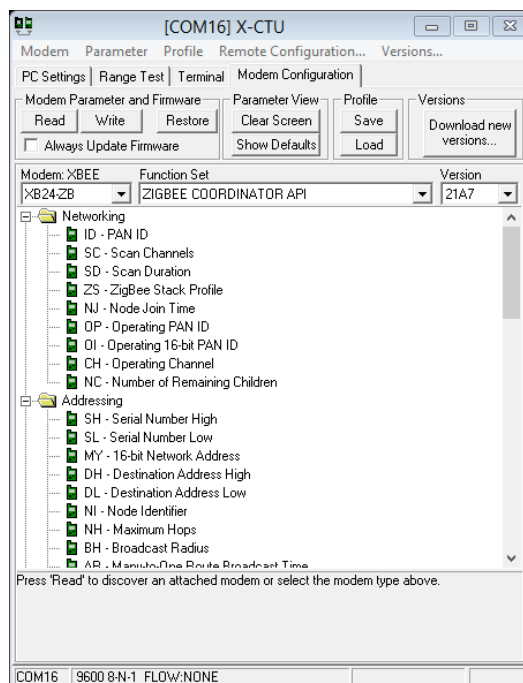 [COM16] X-CTU
Modem Parameter Profile Remote Configuration... Versions...
PC Settings Range Test Terminal Modem Configuration
Modem Parameter and Firmware Parameter View Profile Versions
Read Write Restore Clear Screen Save Download new versions...
Always Update Firmware Show Defaults Load
Modem: XBEE Function Set Version
XB24-ZB ZIGBEE COORDINATOR API 21A7
Networking
ID - PAN ID
SC - Scan Channels
SD - Scan Duration
ZS - ZigBee Stack Profile
NJ - Node Join Time
OP - Operating PAN ID
OI - Operating 16-bit PAN ID
CH - Operating Channel
NC - Number of Remaining Children
Addressing
SH - Serial Number High
SL - Serial Number Low
MY - 16-bit Network Address
DH - Destination Address High
DL - Destination Address Low
NI - Node Identifier
NH - Maximum Hops
BH - Broadcast Radius
AR - Many-to-One Route Broadcast Time
Press 'Read' to discover an attached modem or select the modem type above.
COM16 9600 8-N-1 FLOW:NONE